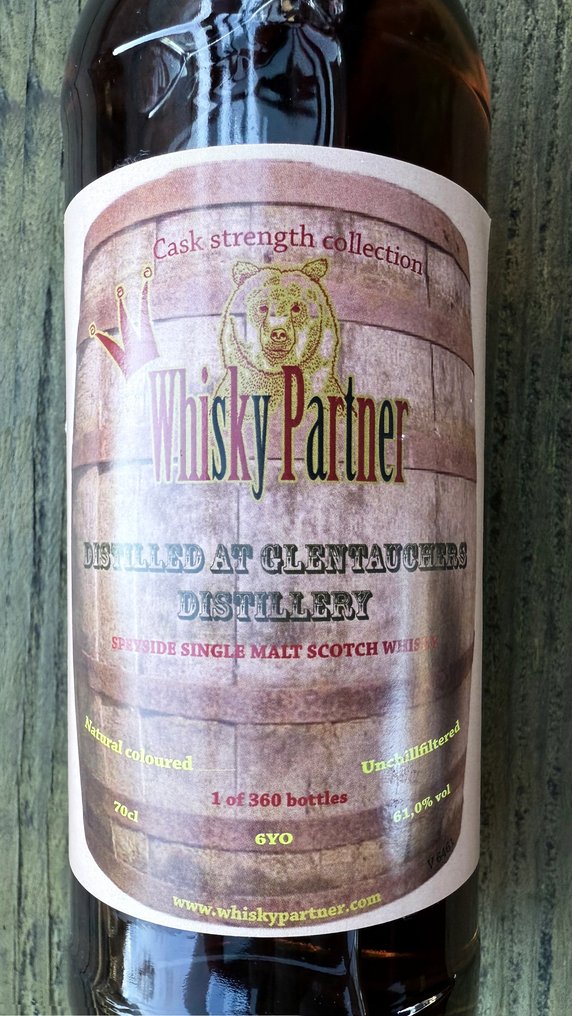 Cask strength collection
Whisky Partner
DISTILLED AT GLENTAUCHERS
DISTILLERY
SPEYSIDE SINGLE MALT SCOTCH WHISKY
Natural coloured
Unchillfiltered
1 of 360 bottles
70cl
61,0% vol
6YO
www.whiskypartner.com